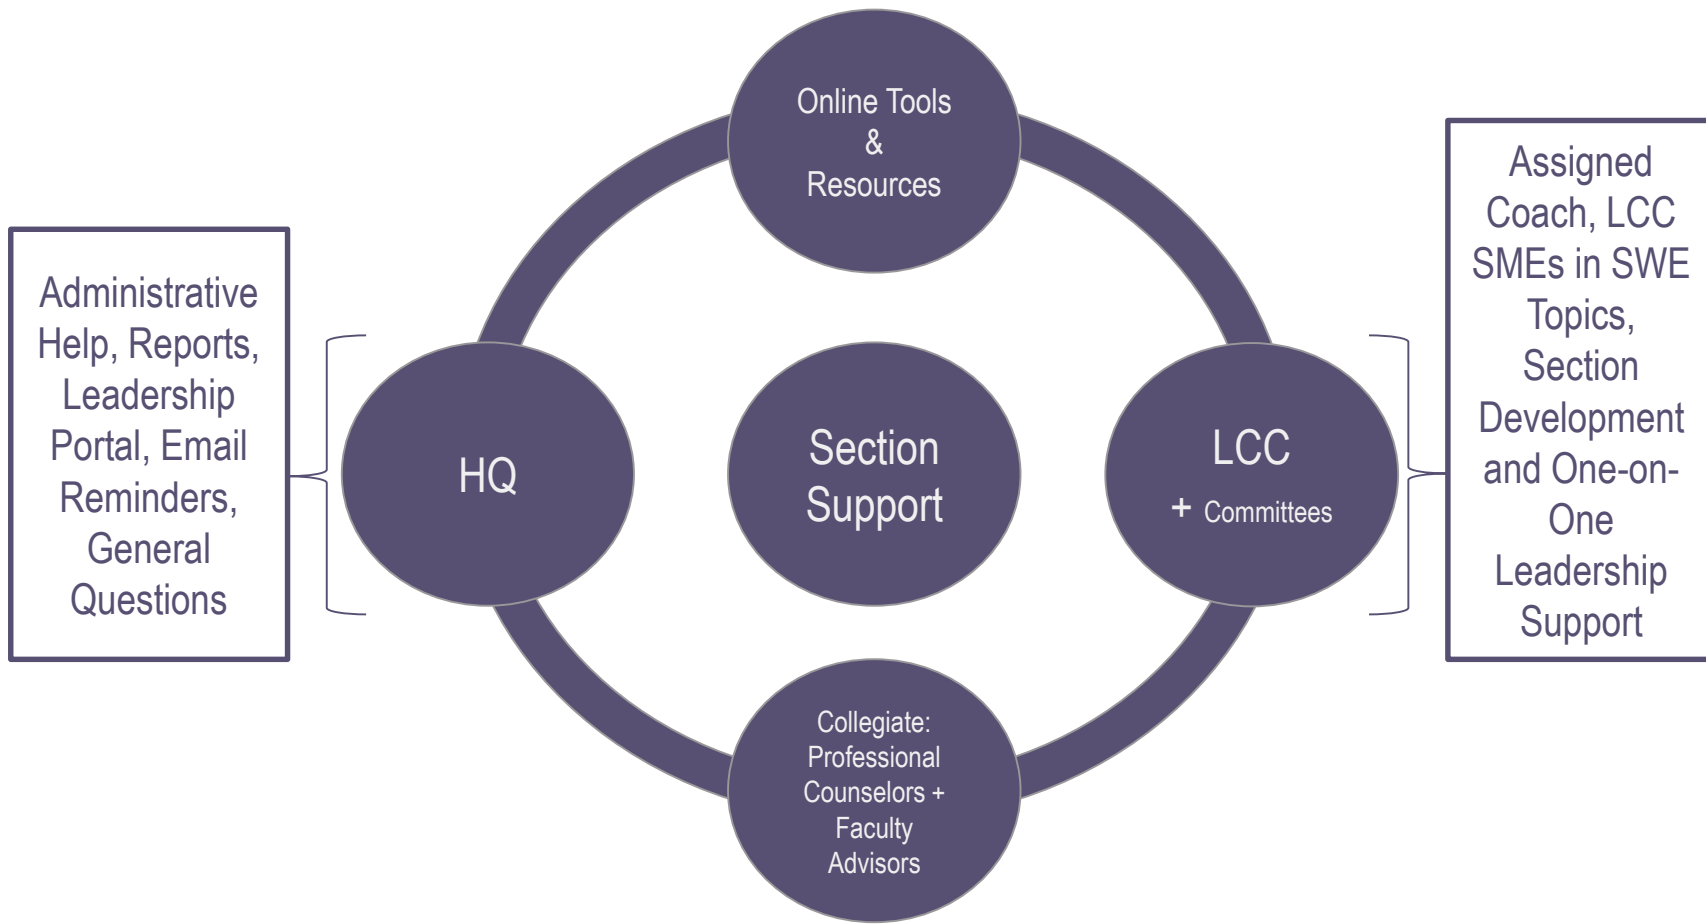 Online Tools
&
Resources
Administrative
Help, Reports,
Leadership
Portal, Email
Reminders,
General
Questions
HQ
Section
Support
LCC
+ Committees
Assigned
Coach, LCC
SMEs in SWE
Topics,
Section
Development
and One-on-
One
Leadership
Support
Collegiate:
Professional
Counselors +
Faculty
Advisors